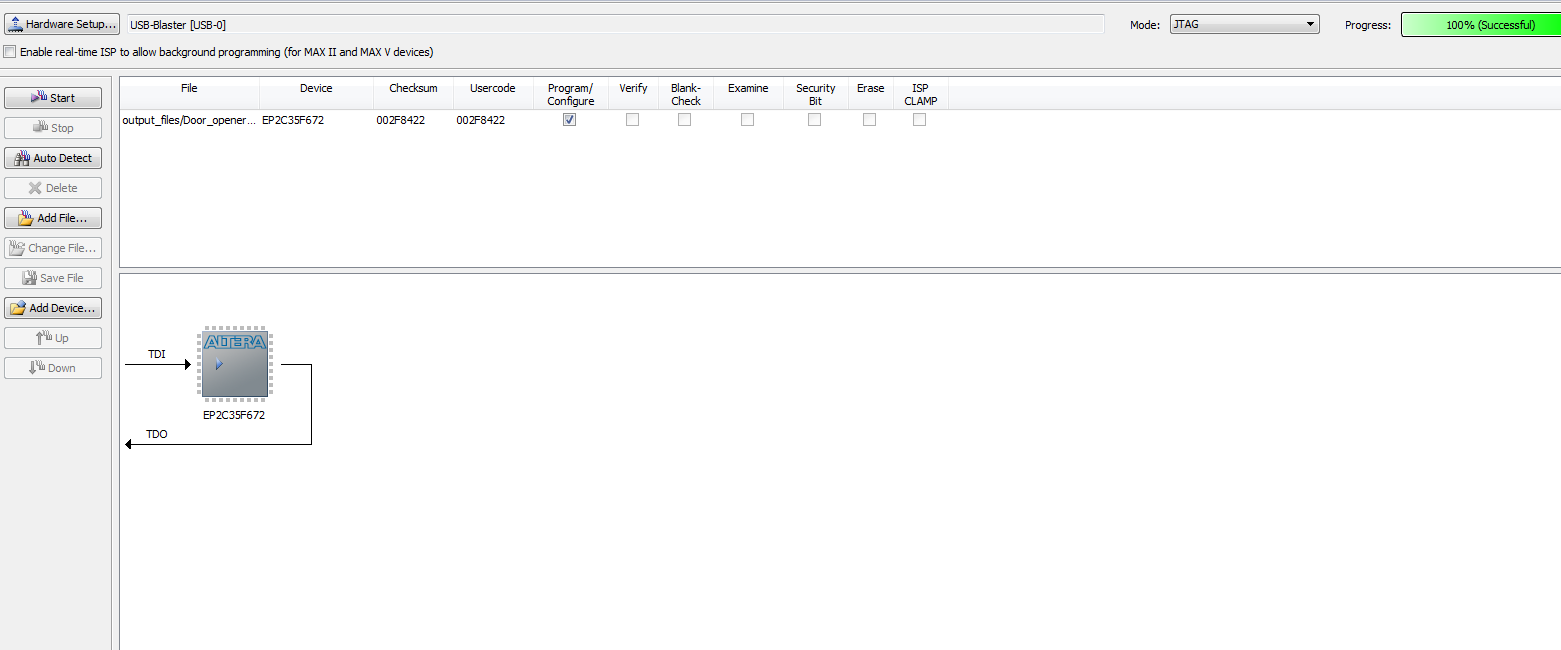 Hardware Setup... USB-Blaster [USB-0] Mode: JTAG Progress: 100% (Successful)
Enable real-time ISP to allow background programming (for MAX II and MAX V devices)
Start
Stop
Auto Detect
Delete
Add File...
Change File...
Save File
Add Device...
Up
Down
File Device Checksum Usercode Program/ Verify Blank- Examine Security Erase ISP
Configure Check Bit CLAMP
output_files/Door_opener... EP2C35F672 002F8422 002F8422
TDI
ALTERA
EP2C35F672
TDO